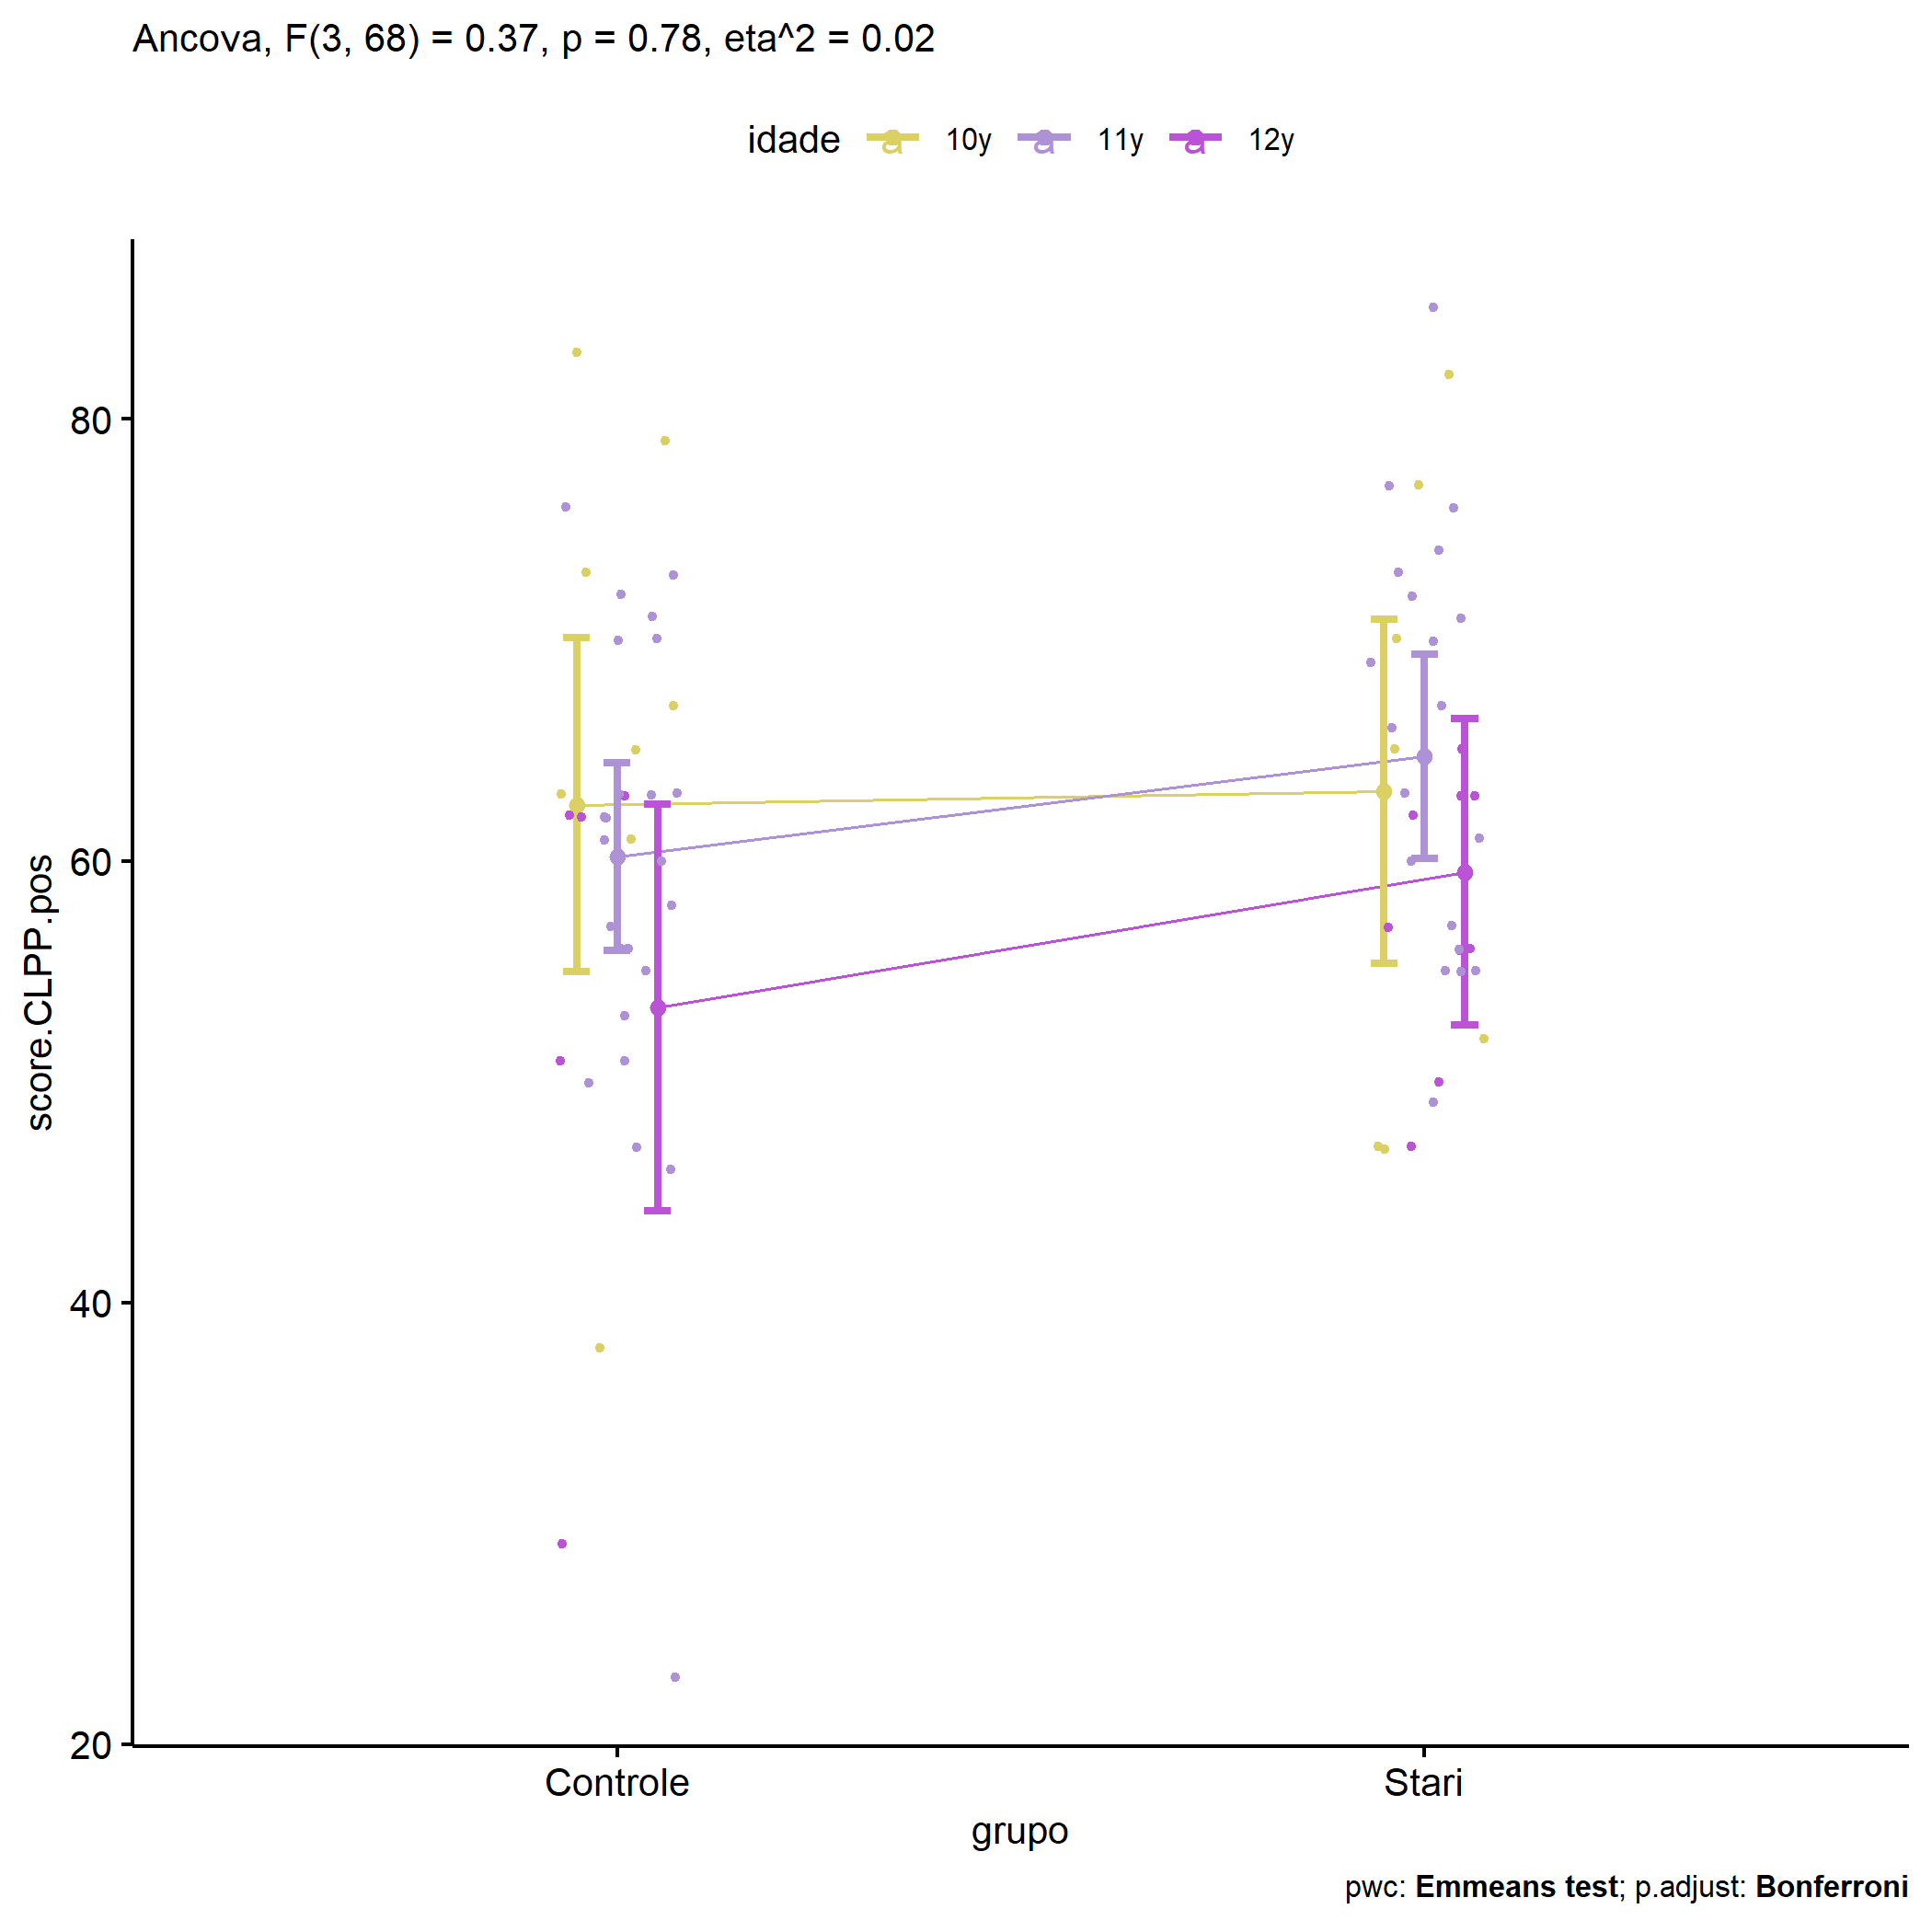 Ancova, F(3, 68) = 0.37, p = 0.78, eta^2 = 0.02
idade a 10y a 11y a 12y
80
60
40
20
score.CLPP.pos
Controle Stari
grupo
pwc: Emmeans test; p.adjust: Bonferroni